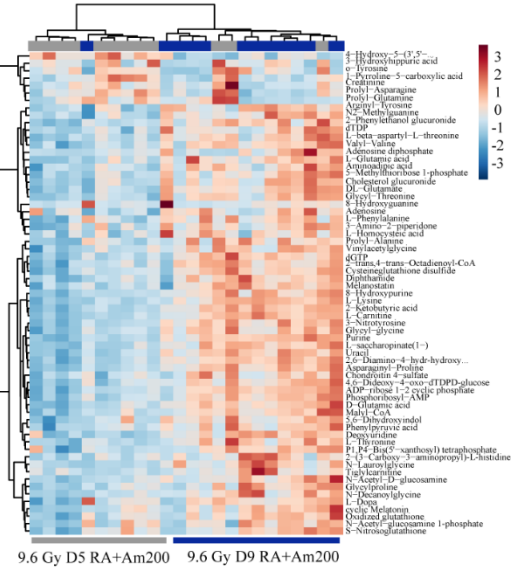 4-Hydroxy-5-(3',5'-...
3-Hydroxyhippuric acid
o-Tyrosine
1-Pyrroline-5-carboxylic acid
Creatinine
Prolyl-Asparagine
Prolyl-Glutamine
Arginyl-Tyrosine
N2-Methylguanine
2-Phenylethanol glucuronide
dTDP
L-beta-aspartyl-L-threonine
Valyl-Valine
Adenosine diphosphate
L-Glutamic acid
Aminoadipic acid
5-Methylthioribose 1-phosphate
Cholesterol glucuronide
DL-Glutamate
Glycyl-Threonine
8-Hydroxyguanine
Adenosine
L-Phenylalanine
3-Amino-2-piperidone
L-Homocysteic acid
Prolyl-Alanine
Vinylacetylglycine
dGTP
2-trans,4-trans-Octadienoyl-CoA
Cysteineglutathione disulfide
Diphthamide
Melanostatin
8-Hydroxypurine
L-Lysine
2-Ketobutyric acid
L-Carnitine
3-Nitrotyrosine
Glycyl-glycine
Purine
L-saccharopinate(1-)
Uracil
2,6-Diamino-4-hydr-hydroxy...
Asparaginyl-Proline
Chondroitin 4-sulfate
4,6-Dideoxy-4-oxo-dTDPD-glucose
ADP-ribose 1-2 cyclic phosphate
Phosphoribosyl-AMP
D-Glutamic acid
Malyl-CoA
5,6-Dihydroxyindol
Phenylpyruvic acid
Deoxyuridine
L-Thyronine
P1,P4-Bis(5'-xanthosyl) tetraphosphate
2-(3-Carboxy-3-aminopropyl)-L-histidine
N-Lauroylglycine
Tiglylcarnitine
N-Acetyl-D-glucosamine
Glycylproline
N-Decanoylglycine
L-Dopa
cyclic Melatonin
Oxidized glutathione
N-Acetyl-glucosamine 1-phosphate
S-Nitrosoglutathione
3
2
1
0
-1
-2
-3
9.6 Gy D5 RA+Am200
9.6 Gy D9 RA+Am200